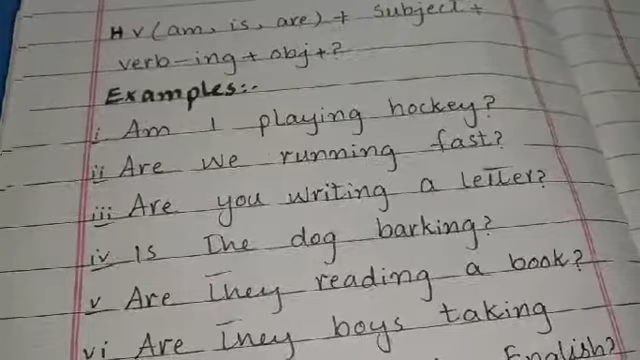 HV (am, is, are) + subject +
verb-ing + obj + ?
Examples:-
i Am I playing hockey?
ii Are we running fast?
iii Are you writing a letter?
iv Is The dog barking?
v Are They reading a book?
vi Are They boys taking
English?